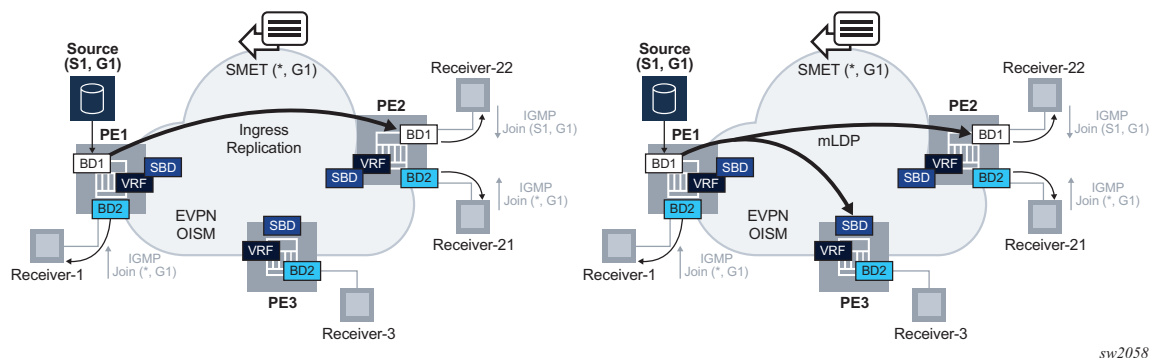 Source
(S1, G1)
SMET (*, G1)
Receiver-22
PE2
IGMP
Join (S1, G1)
PE1
Ingress
Replication
BD1
BD1
VRF
SBD
VRF
SBD
BD2
BD2
IGMP
Join (*, G1)
EVPN
OISM
SBD
Receiver-21
Receiver-1
IGMP
Join (*, G1)
VRF
BD2
PE3
Receiver-3
Source
(S1, G1)
SMET (*, G1)
Receiver-22
PE2
IGMP
Join (S1, G1)
PE1
mLDP
BD1
BD1
VRF
SBD
VRF
SBD
BD2
BD2
IGMP
Join (*, G1)
EVPN
OISM
SBD
Receiver-21
Receiver-1
IGMP
Join (*, G1)
VRF
BD2
PE3
Receiver-3
sw2058